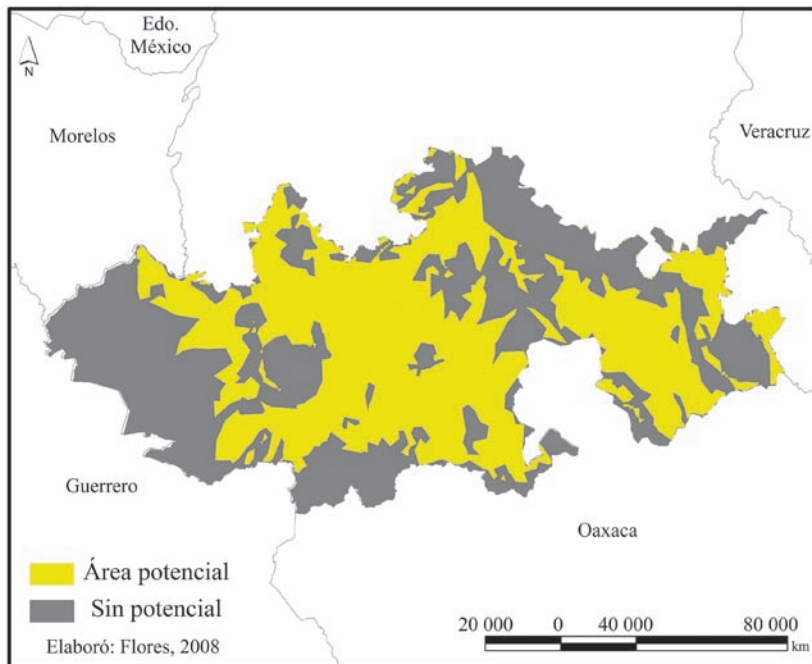 Edo.
México
N
Morelos
Veracruz
Guerrero
Oaxaca
Área potencial
Sin potencial
Elaboró: Flores, 2008
20 000 0 40 000 80 000
km